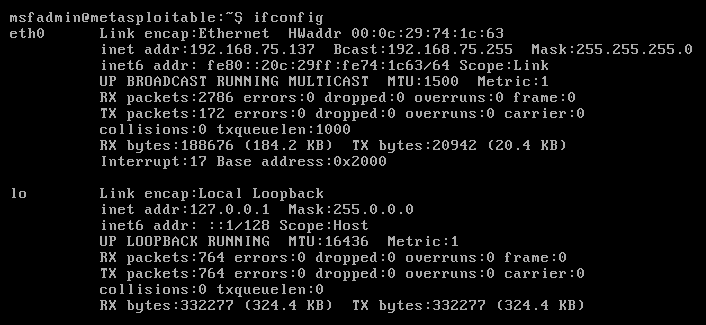 msfadmin@metasploitable:~$ ifconfig
eth0      Link encap:Ethernet  HWaddr 00:0c:29:74:1c:63
          inet addr:192.168.75.137  Bcast:192.168.75.255  Mask:255.255.255.0
          inet6 addr: fe80::20c:29ff:fe74:1c63/64 Scope:Link
          UP BROADCAST RUNNING MULTICAST  MTU:1500  Metric:1
          RX packets:2786 errors:0 dropped:0 overruns:0 frame:0
          TX packets:172 errors:0 dropped:0 overruns:0 carrier:0
          collisions:0 txqueuelen:1000
          RX bytes:188676 (184.2 KB)  TX bytes:20942 (20.4 KB)
          Interrupt:17 Base address:0x2000
lo        Link encap:Local Loopback
          inet addr:127.0.0.1  Mask:255.0.0.0
          inet6 addr: ::1/128 Scope:Host
          UP LOOPBACK RUNNING  MTU:16436  Metric:1
          RX packets:764 errors:0 dropped:0 overruns:0 frame:0
          TX packets:764 errors:0 dropped:0 overruns:0 carrier:0
          collisions:0 txqueuelen:0
          RX bytes:332277 (324.4 KB)  TX bytes:332277 (324.4 KB)